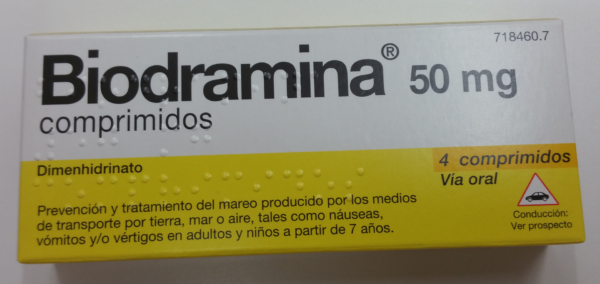 718460.7
Biodramina® 50 mg
comprimidos
Dimenhidrinato
4 comprimidos
Vía oral
Prevención y tratamiento del mareo producido por los medios
de transporte por tierra, mar o aire, tales como náuseas,
vómitos y/o vértigos en adultos y niños a partir de 7 años.
Conducción:
Ver prospecto